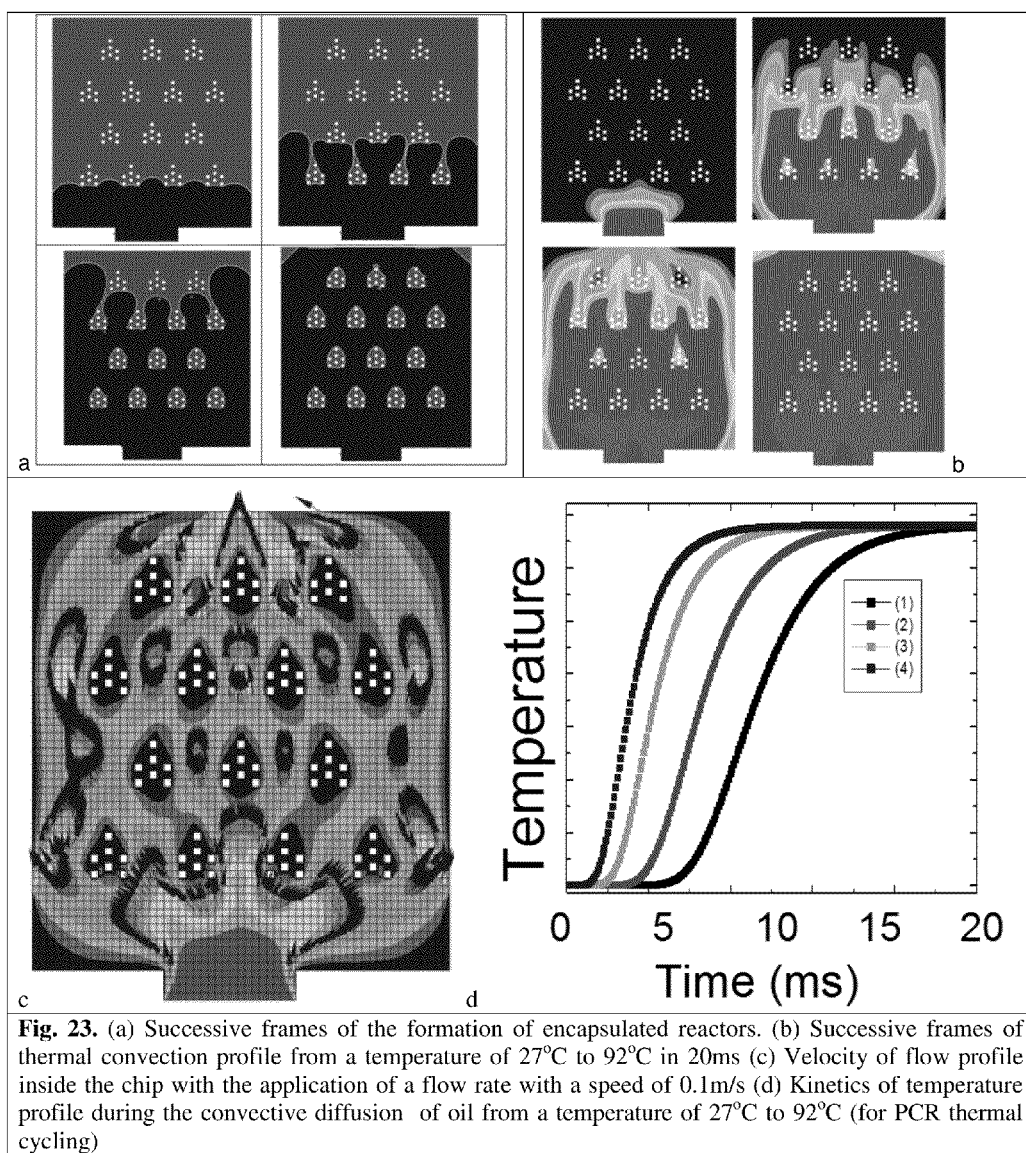 a
b
c
d
Temperature
(1)
(2)
(3)
(4)
0 5 10 15 20
Time (ms)
Fig. 23. (a) Successive frames of the formation of encapsulated reactors. (b) Successive frames of
thermal convection profile from a temperature of 27°C to 92°C in 20ms (c) Velocity of flow profile
inside the chip with the application of a flow rate with a speed of 0.1m/s (d) Kinetics of temperature
profile during the convective diffusion of oil from a temperature of 27°C to 92°C (for PCR thermal
cycling)